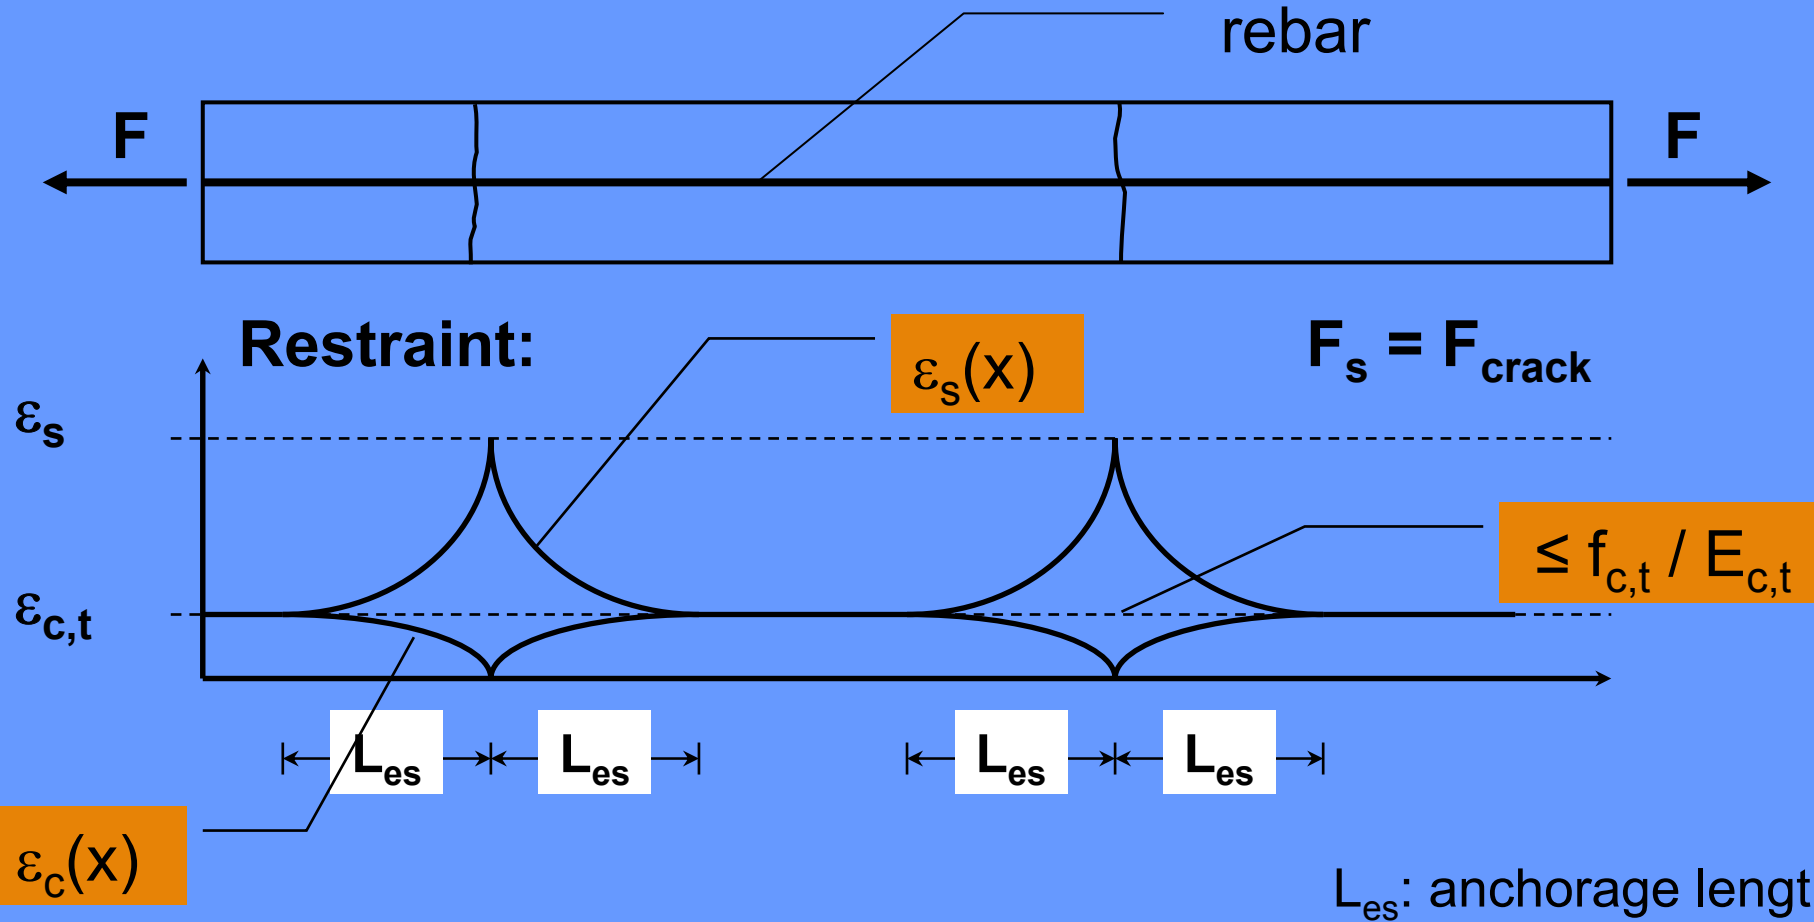 rebar
F
F
Restraint:
εs(x)
Fs = Fcrack
εs
≤ fc,t / Ec,t
εc,t
Les
Les
Les
Les
εc(x)
Les: anchorage lengt